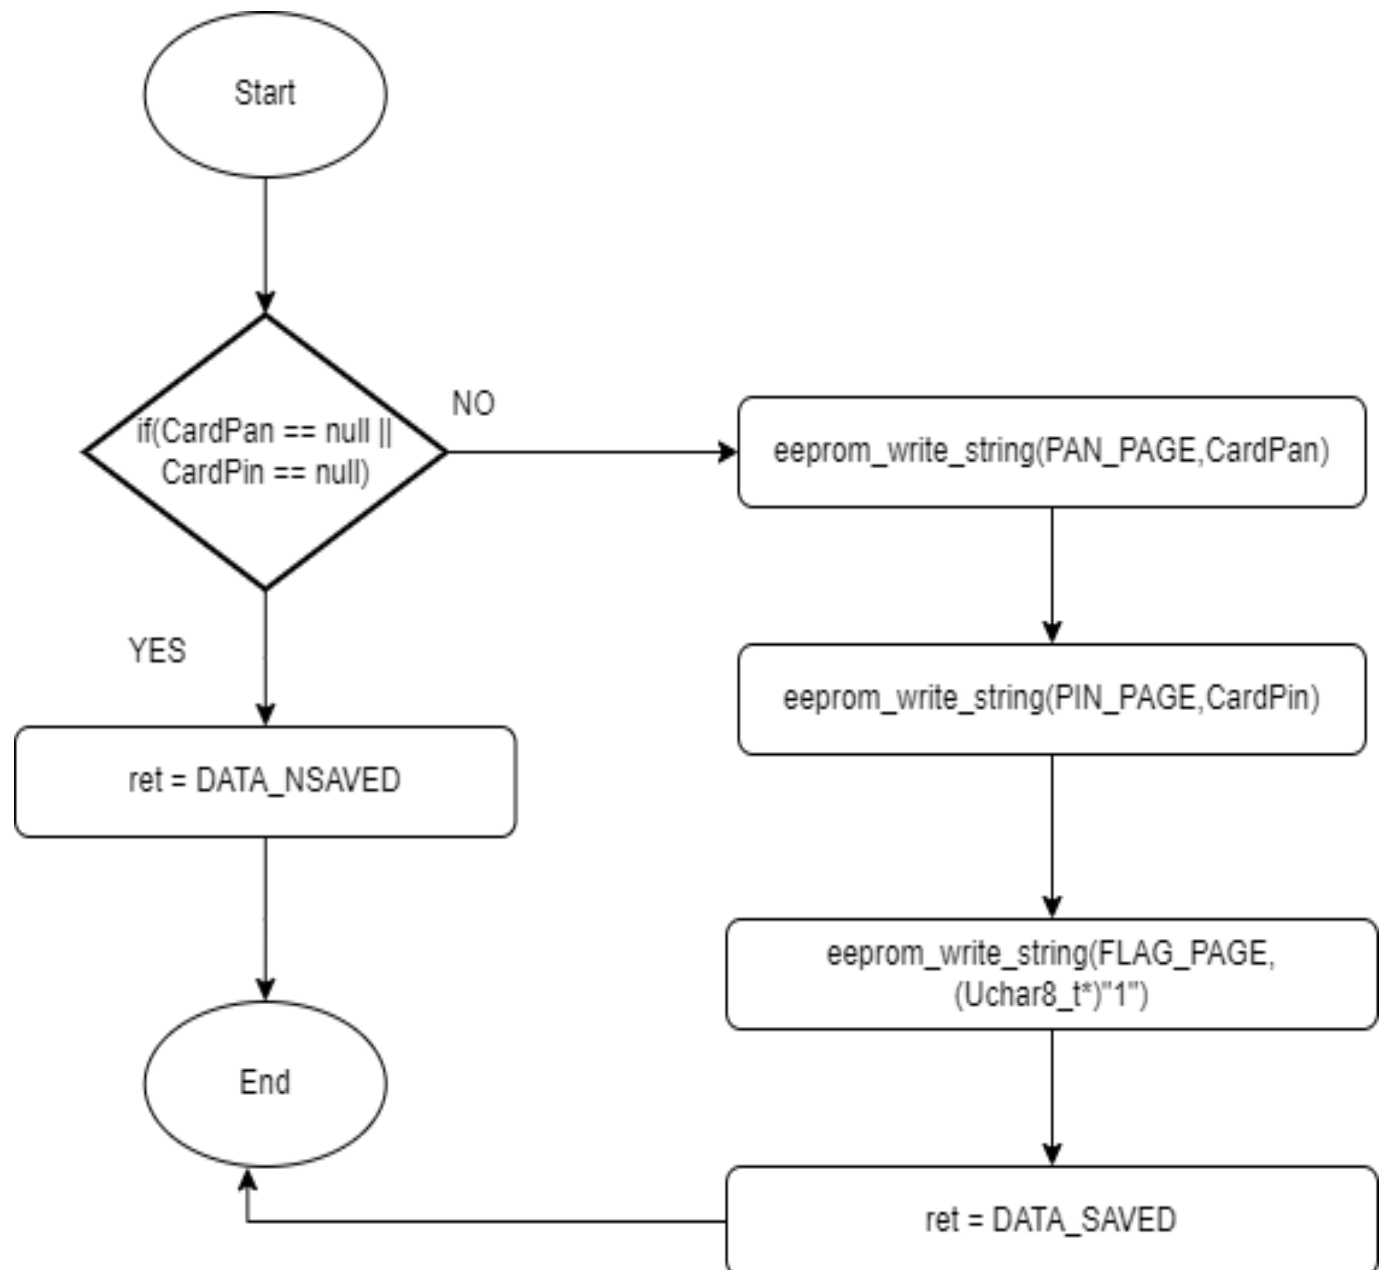 Start
if(CardPan == null ||
CardPin == null)
NO
eeprom_write_string(PAN_PAGE,CardPan)
YES
eeprom_write_string(PIN_PAGE,CardPin)
ret = DATA_NSAVED
eeprom_write_string(FLAG_PAGE,
(Uchar8_t*)"1")
End
ret = DATA_SAVED